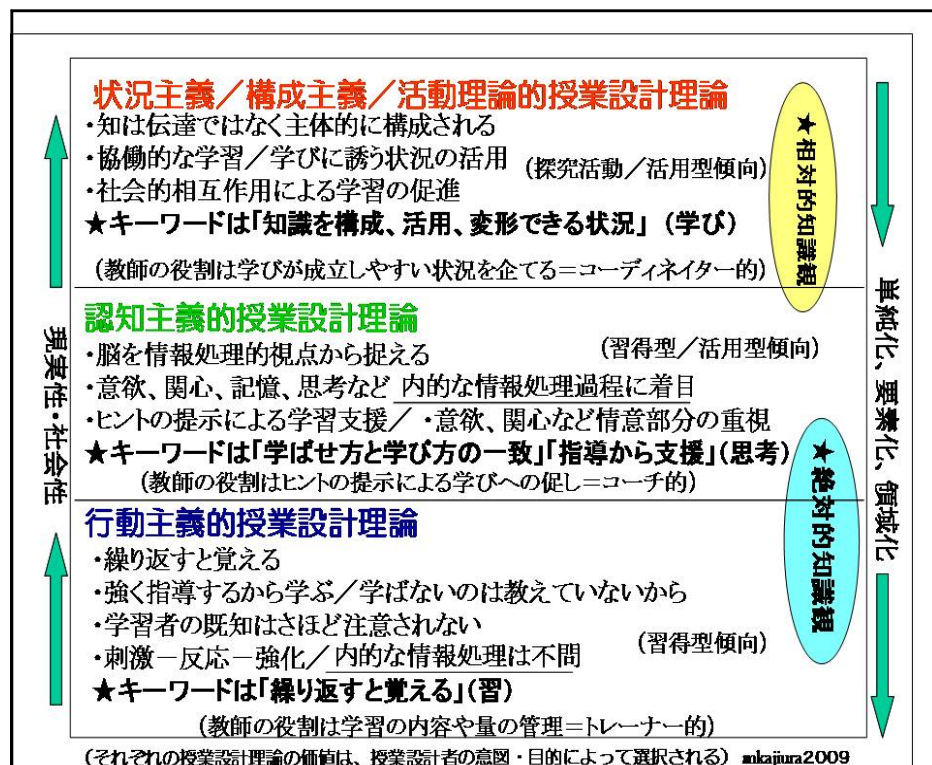 状況主義／構成主義／活動理論的授業設計理論
・知は伝達ではなく主体的に構成される
・協働的な学習／学びに誘う状況の活用
(探究活動／活用型傾向)
・社会的相互作用による学習の促進
★キーワードは「知識を構成、活用、変形できる状況」（学び）
(教師の役割は学びが成立しやすい状況を企てる＝コーディネイター的)
★相対的知識観
認知主義的授業設計理論
・脳を情報処理的視点から捉える
(習得型／活用型傾向)
・意欲、関心、記憶、思考など 内的な情報処理過程に着目
・ヒントの提示による学習支援／ ・意欲、関心など情意部分の重視
★キーワードは「学ばせ方と学び方の一致」「指導から支援」(思考)
(教師の役割はヒントの提示による学びへの促し＝コーチ的)
★絶対的知識観
行動主義的授業設計理論
・繰り返すと覚える
・強く指導するから学ぶ／学ばないのは教えていないから
・学習者の既知はさほど注意されない
・刺激－反応－強化／内的な情報処理は不問
(習得型傾向)
★キーワードは「繰り返すと覚える」(習)
(教師の役割は学習の内容や量の管理＝トレーナー的)
現実性・社会性
単純化、要素化、領域化
(それぞれの授業設計理論の価値は、授業設計者の意図・目的によって選択される) mkajiura2009